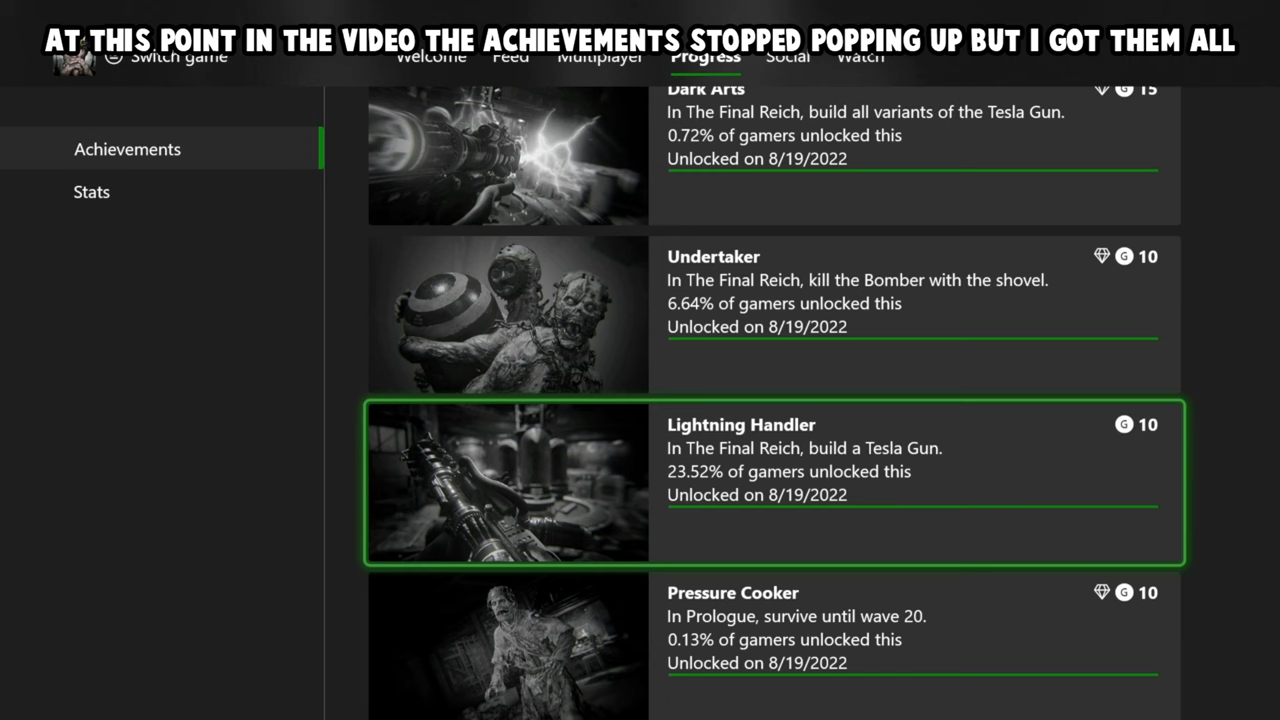 AT THIS POINT IN THE VIDEO THE ACHIEVEMENTS STOPPED POPPING UP BUT I GOT THEM ALL
Switch game
Welcome Feed Multiplayer Progress Social Watch
Achievements
Stats
Dark Arts G 15
In The Final Reich, build all variants of the Tesla Gun.
0.72% of gamers unlocked this
Unlocked on 8/19/2022
Undertaker G 10
In The Final Reich, kill the Bomber with the shovel.
6.64% of gamers unlocked this
Unlocked on 8/19/2022
Lightning Handler G 10
In The Final Reich, build a Tesla Gun.
23.52% of gamers unlocked this
Unlocked on 8/19/2022
Pressure Cooker G 10
In Prologue, survive until wave 20.
0.13% of gamers unlocked this
Unlocked on 8/19/2022